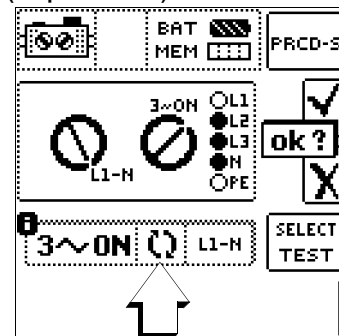 BAT
MEM
PRCD-S
3~ON
L1
L2
L3
N
PE
L1-N
ok ?
3~ON
L1-N
SELECT
TEST